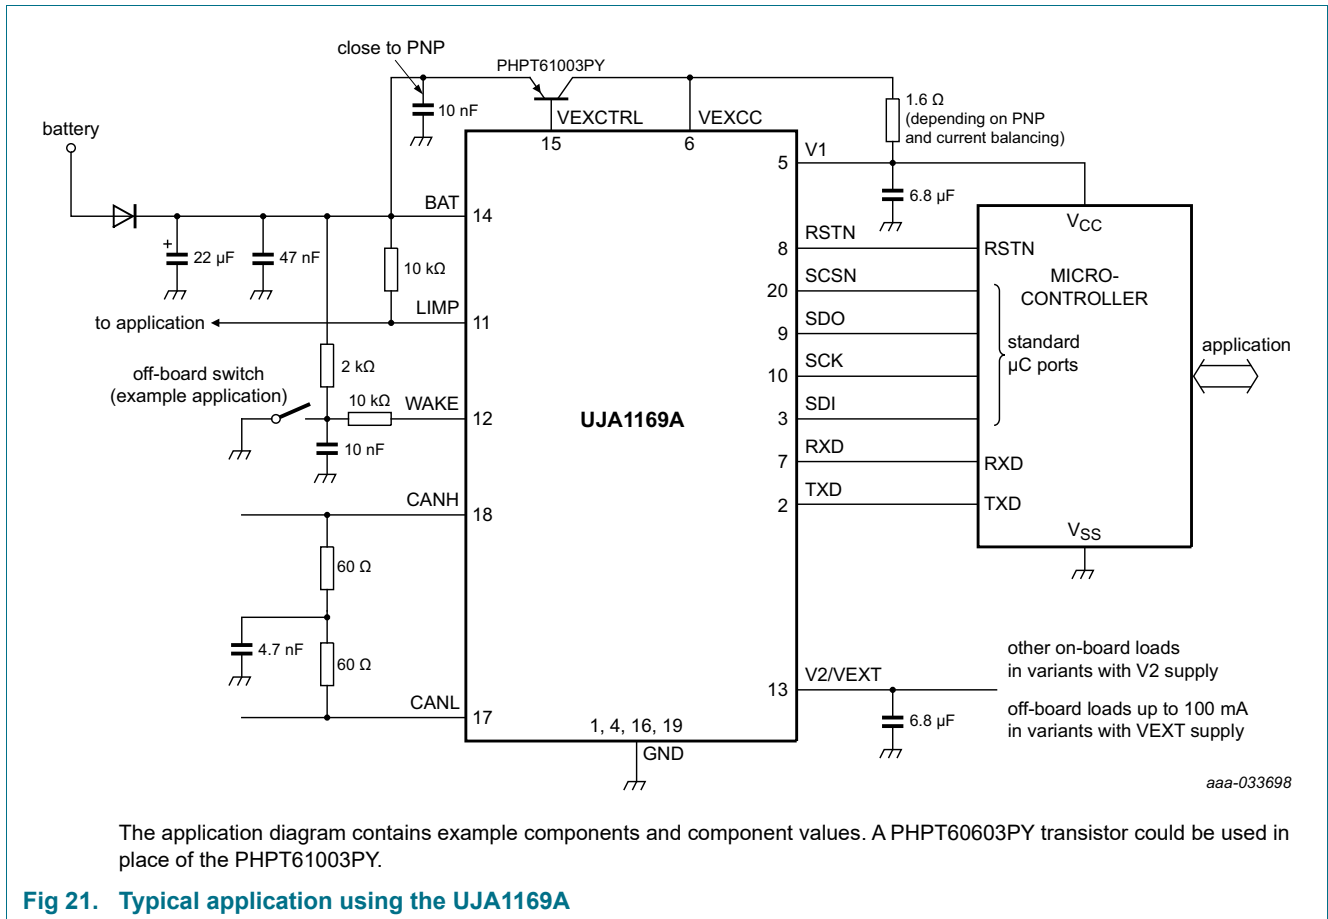 close to PNP
PHPT61003PY
10 nF
1.6 Ω
(depending on PNP
and current balancing)
battery
VEXCTRL
VEXCC
15
6
V1
5
6.8 µF
BAT
14
+
22 µF
47 nF
10 kΩ
VCC
RSTN
8
RSTN
MICRO-
CONTROLLER
SCSN
20
to application
LIMP
11
SDO
9
standard
µC ports
application
2 kΩ
SCK
10
off-board switch
(example application)
10 kΩ
WAKE
12
UJA1169A
SDI
3
10 nF
RXD
7
RXD
CANH
18
TXD
2
TXD
VSS
60 Ω
4.7 nF
60 Ω
other on-board loads
in variants with V2 supply
V2/VEXT
13
off-board loads up to 100 mA
in variants with VEXT supply
6.8 µF
CANL
17
1, 4, 16, 19
GND
aaa-033698
The application diagram contains example components and component values. A PHPT60603PY transistor could be used in
place of the PHPT61003PY.
Fig 21. Typical application using the UJA1169A